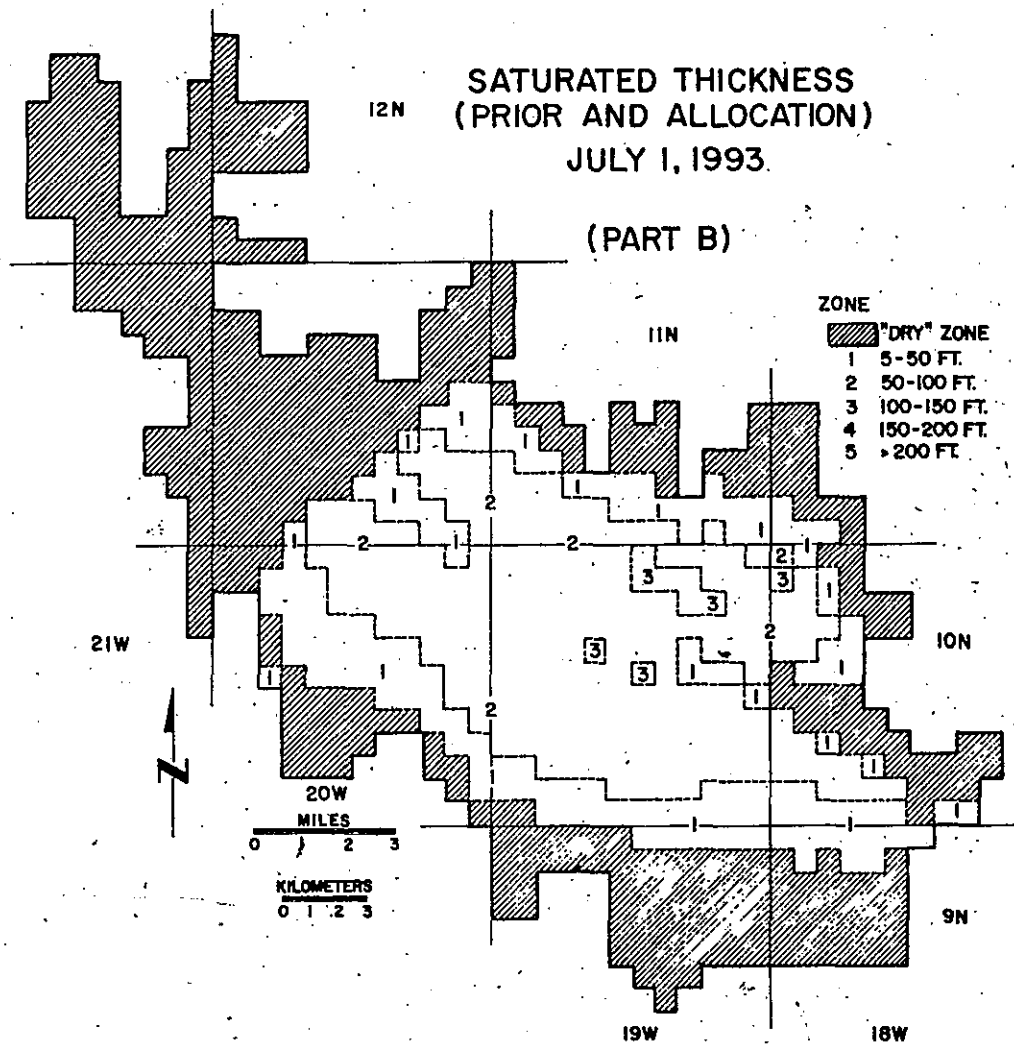 SATURATED THICKNESS
(PRIOR AND ALLOCATION)
JULY 1, 1993
(PART B)
12N
11N
ZONE
"DRY" ZONE
1 5-50 FT.
2 50-100 FT.
3 100-150 FT.
4 150-200 FT.
5 >200 FT.
1
1
1
1
2
1
1
1
1
2
1
2
1
2
3
3
3
1
2
21W
10N
3
3
1
1
1
1
1
2
1
1
N
20W
MILES
0 1 2 3
KILOMETERS
0 1 2 3
1
1
1
1
9N
19W
18W